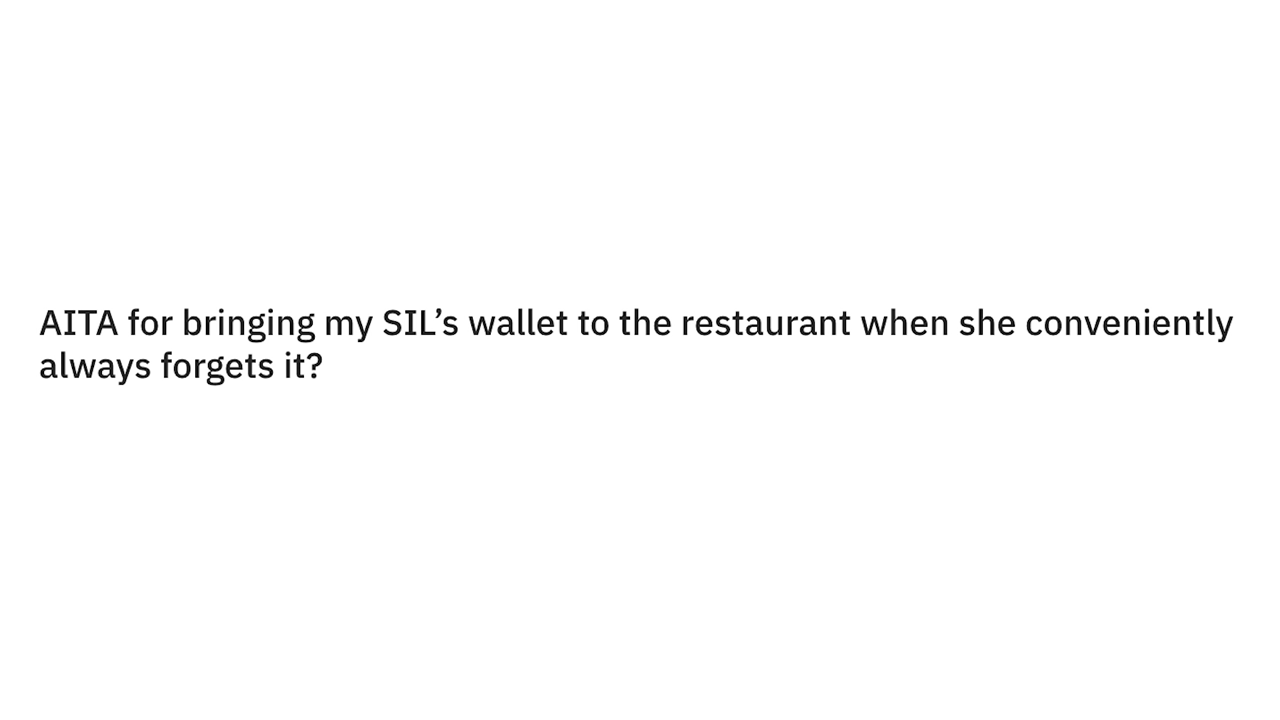 AITA for bringing my SIL’s wallet to the restaurant when she conveniently
always forgets it?